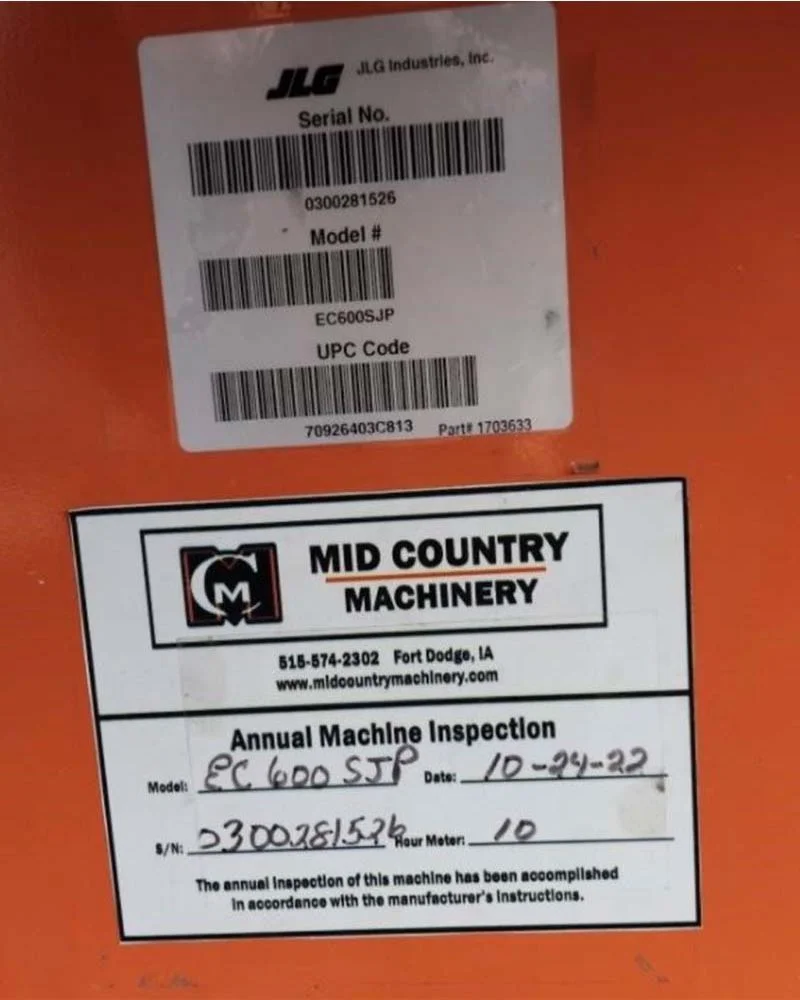 JLG JLG Industries, Inc.
Serial No.
0300281526
Model #
EC600SJP
UPC Code
70926403C813 Part# 1703633
CM MID COUNTRY
MACHINERY
515-574-2302 Fort Dodge, IA
www.midcountrymachinery.com
Annual Machine Inspection
Model: EC 600 SJP Date: 10-24-22
S/N: 0300281526 Hour Meter: 10
The annual inspection of this machine has been accomplished
in accordance with the manufacturer's instructions.